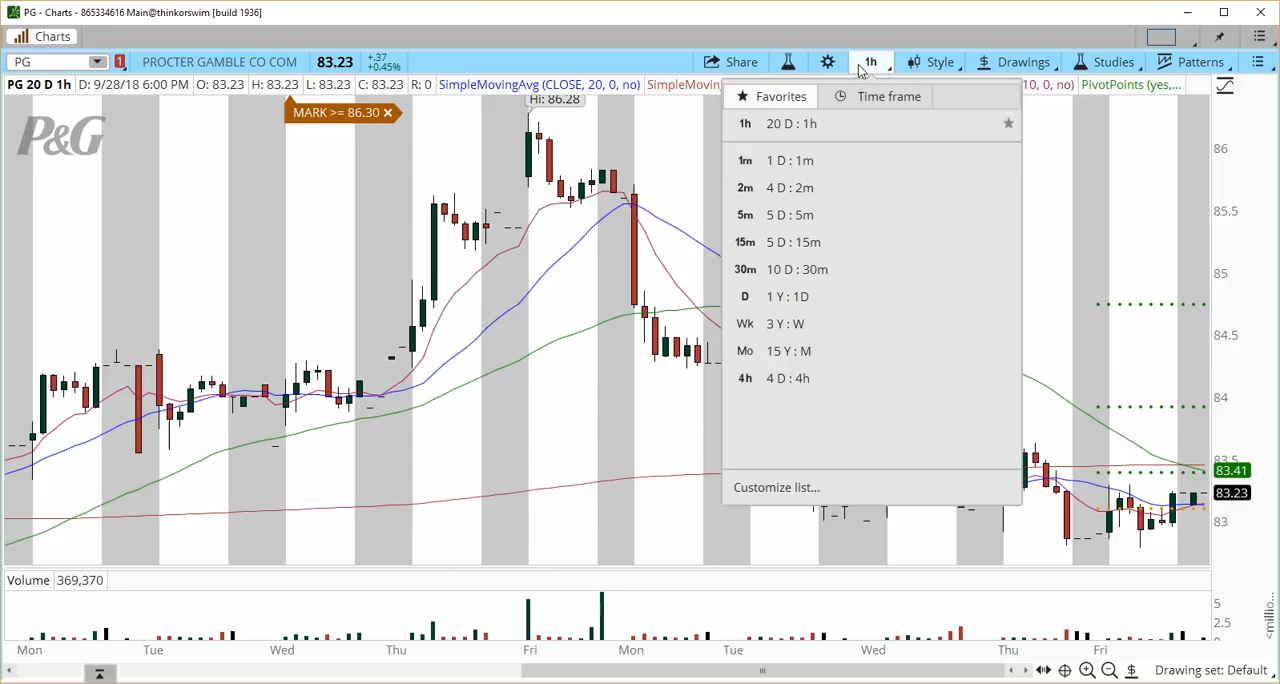 PG - Charts - 865334616 Main@thinkorswim [build 1936]
Charts
PG 1 PROCTER GAMBLE CO COM 83.23 +.37 +0.45% Share 1h Style Drawings Studies Patterns
PG 20 D 1h D: 9/28/18 6:00 PM O: 83.23 H: 83.23 L: 83.23 C: 83.23 R: 0 SimpleMovingAvg (CLOSE, 20, 0, no) SimpleMovin 10, 0, no) PivotPoints (yes,...
Hi: 86.28
MARK >= 86.30
P&G
Favorites Time frame
1h 20 D : 1h
1m 1 D : 1m
2m 4 D : 2m
5m 5 D : 5m
15m 5 D : 15m
30m 10 D : 30m
D 1 Y : 1D
Wk 3 Y : W
Mo 15 Y : M
4h 4 D : 4h
Customize list...
86
85.5
85
84.5
84
83.5
83.41
83.23
83
Volume 369,370
5
2.5
0
<millio...
Mon Tue Wed Thu Fri Mon Tue Wed Thu Fri
Drawing set: Default